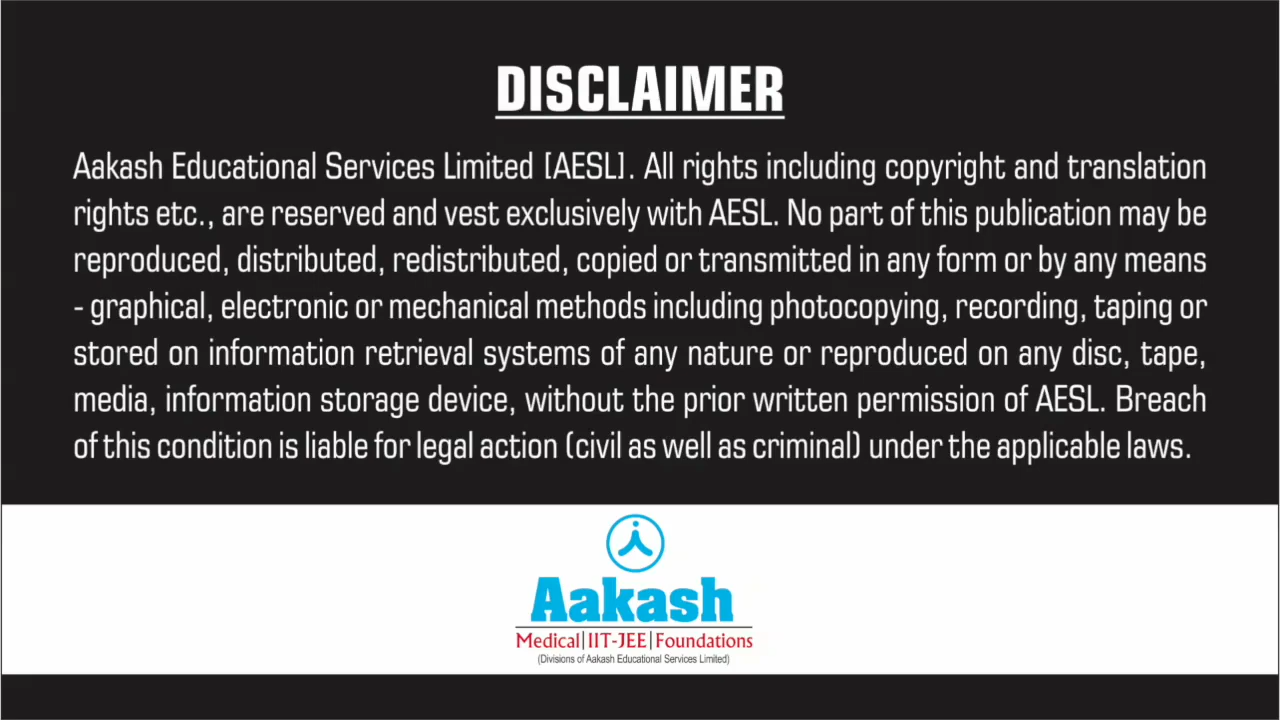 DISCLAIMER
Aakash Educational Services Limited [AESL]. All rights including copyright and translation
rights etc., are reserved and vest exclusively with AESL. No part of this publication may be
reproduced, distributed, redistributed, copied or transmitted in any form or by any means
- graphical, electronic or mechanical methods including photocopying, recording, taping or
stored on information retrieval systems of any nature or reproduced on any disc, tape,
media, information storage device, without the prior written permission of AESL. Breach
of this condition is liable for legal action (civil as well as criminal) under the applicable laws.
Aakash
Medical|IIT-JEE|Foundations
(Divisions of Aakash Educational Services Limited)